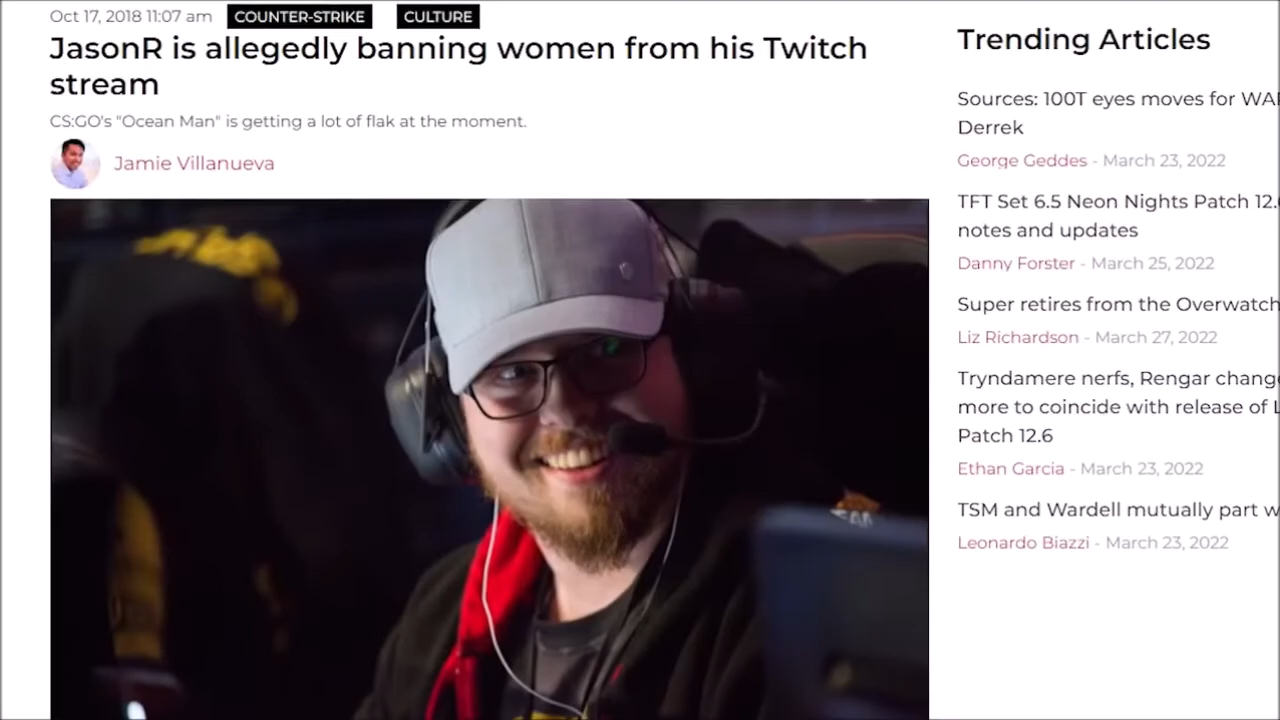 Oct 17, 2018 11:07 am COUNTER-STRIKE CULTURE
JasonR is allegedly banning women from his Twitch
stream
CS:GO's "Ocean Man" is getting a lot of flak at the moment.
Jamie Villanueva
Trending Articles
Sources: 100T eyes moves for
Derrek
George Geddes - March 23, 2022
TFT Set 6.5 Neon Nights Patch
notes and updates
Danny Forster - March 25, 2022
Super retires from the Overwatch
Liz Richardson - March 27, 2022
Tryndamere nerfs, Rengar
more to coincide with release of
Patch 12.6
Ethan Garcia - March 23, 2022
TSM and Wardell mutually part
Leonardo Biazzi - March 23, 2022